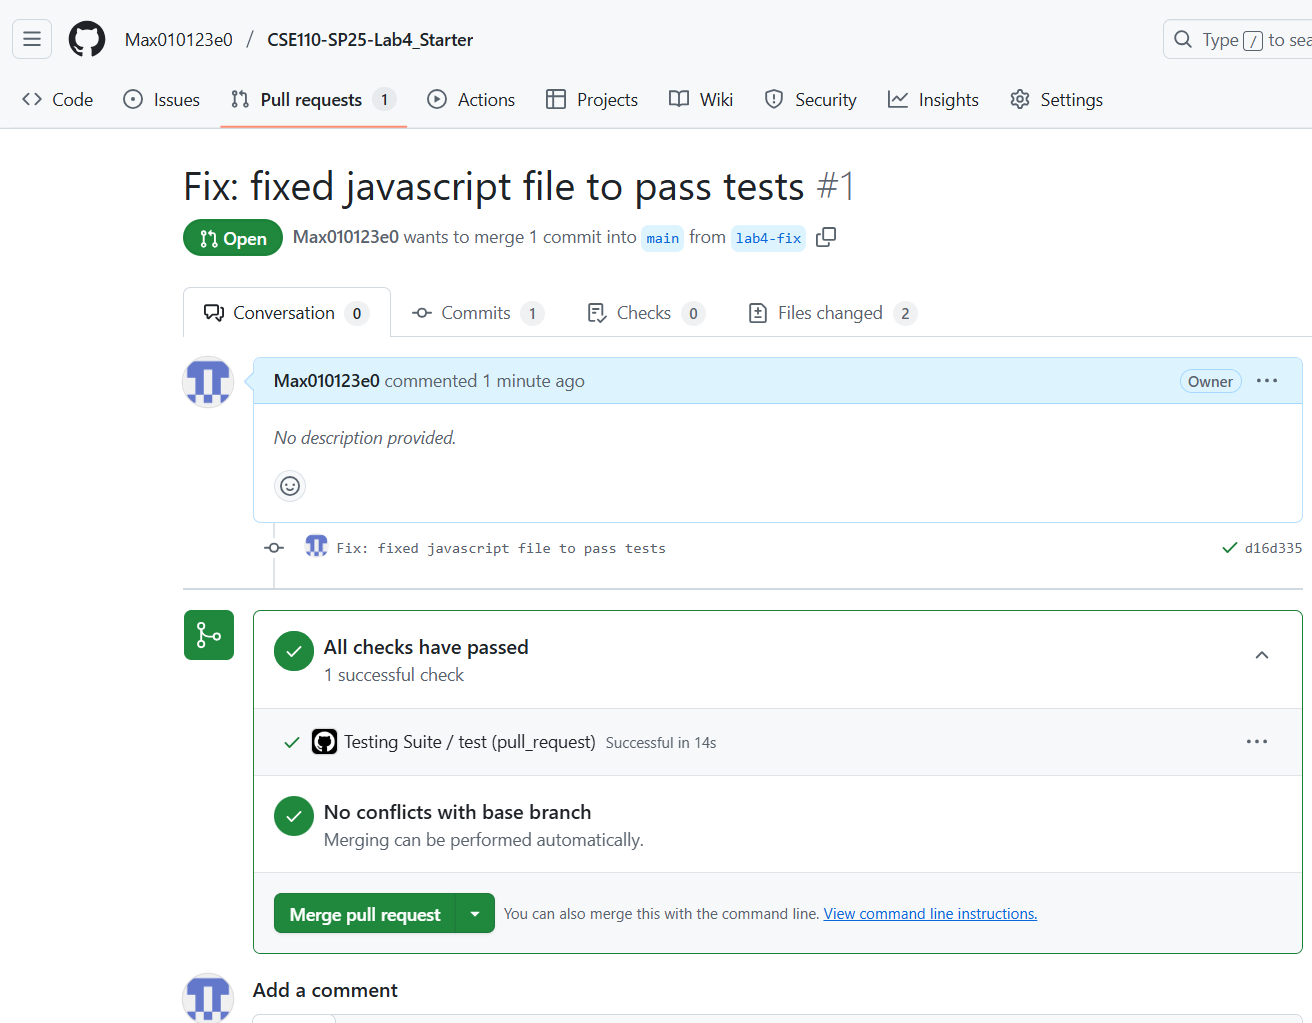 Max010123e0 / CSE110-SP25-Lab4_Starter
Type / to sea
Code Issues Pull requests 1 Actions Projects Wiki Security Insights Settings
Fix: fixed javascript file to pass tests #1
Open Max010123e0 wants to merge 1 commit into main from lab4-fix
Conversation 0 Commits 1 Checks 0 Files changed 2
Max010123e0 commented 1 minute ago Owner
No description provided.
Fix: fixed javascript file to pass tests d16d335
All checks have passed
1 successful check
Testing Suite / test (pull_request) Successful in 14s
No conflicts with base branch
Merging can be performed automatically.
Merge pull request You can also merge this with the command line. View command line instructions.
Add a comment